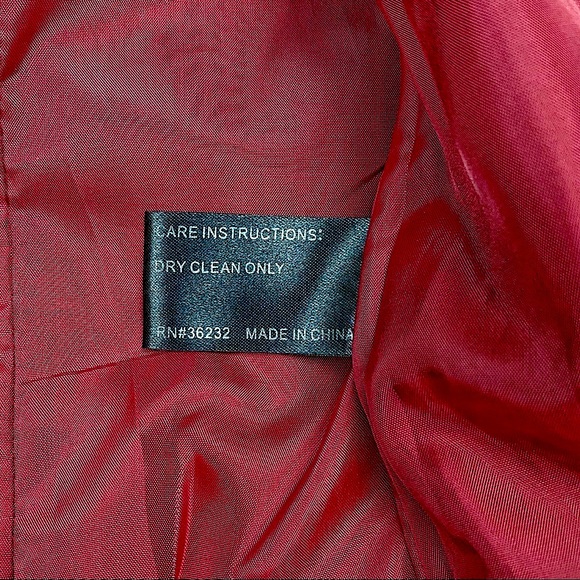 CARE INSTRUCTIONS:
DRY CLEAN ONLY
RN#36232 MADE IN CHINA